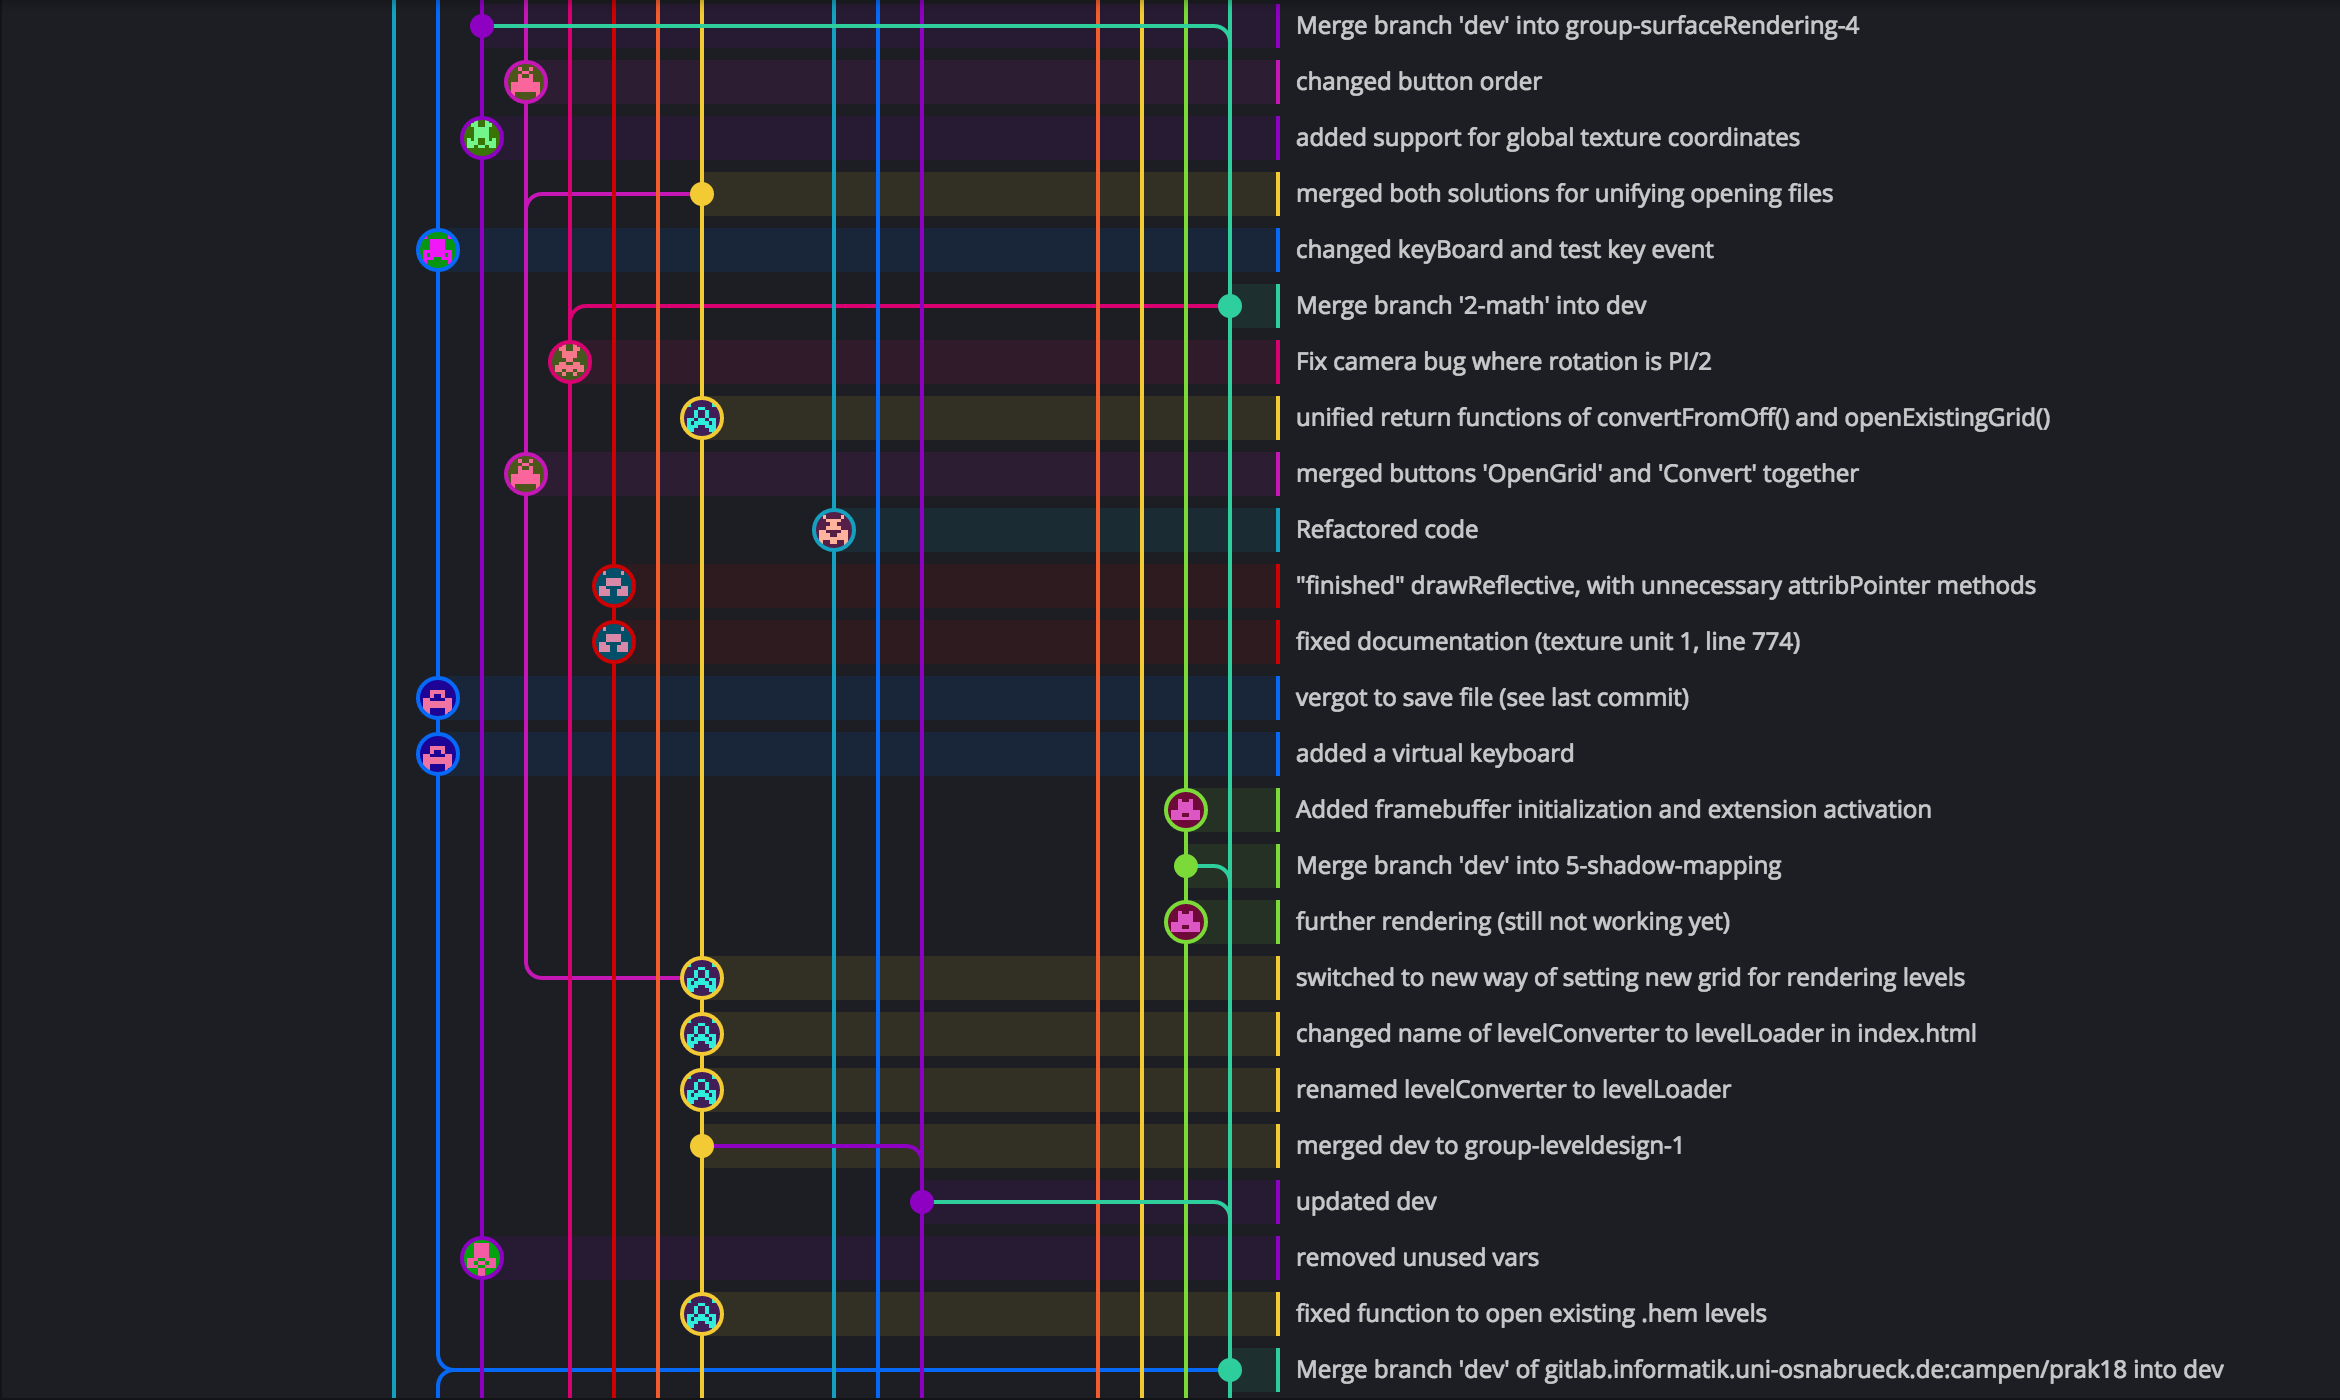 Merge branch 'dev' into group-surfaceRendering-4
changed button order
added support for global texture coordinates
merged both solutions for unifying opening files
changed keyBoard and test key event
Merge branch '2-math' into dev
Fix camera bug where rotation is PI/2
unified return functions of convertFromOff() and openExistingGrid()
merged buttons 'OpenGrid' and 'Convert' together
Refactored code
"finished" drawReflective, with unnecessary attribPointer methods
fixed documentation (texture unit 1, line 774)
vergot to save file (see last commit)
added a virtual keyboard
Added framebuffer initialization and extension activation
Merge branch 'dev' into 5-shadow-mapping
further rendering (still not working yet)
switched to new way of setting new grid for rendering levels
changed name of levelConverter to levelLoader in index.html
renamed levelConverter to levelLoader
merged dev to group-leveldesign-1
updated dev
removed unused vars
fixed function to open existing .hem levels
Merge branch 'dev' of gitlab.informatik.uni-osnabrueck.de:campen/prak18 into dev